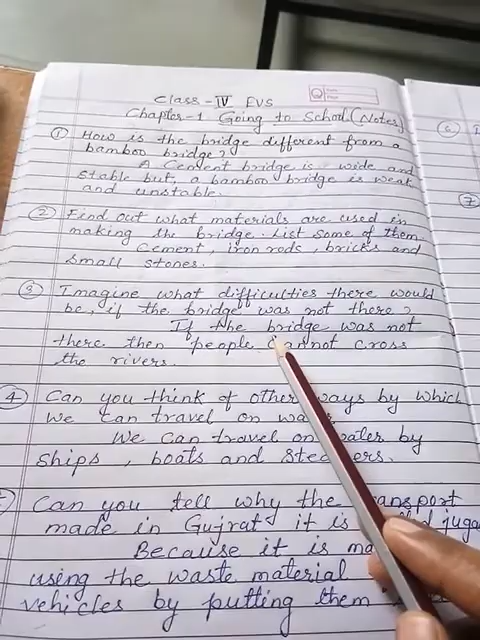 Class - IV EVS
Chapter-1 Going to School (Notes)
① How is the bridge different from a
bamboo bridge?
A Cement bridge is wide and
stable but, a bamboo bridge is weak
and unstable.
② Find out what materials are used in
making the bridge. List some of them.
Cement, iron rods, bricks and
small stones.
③ Imagine what difficulties there would
be, if the bridge was not there?
If the bridge was not
there then people cannot cross
the rivers.
④ Can you think of other ways by which
we can travel on
We can travel on water by
ships, boats and steamers.
Can you tell why the transport
made in Gujrat it is
Because it is
using the waste material
vehicles by putting them
⑥
⑦